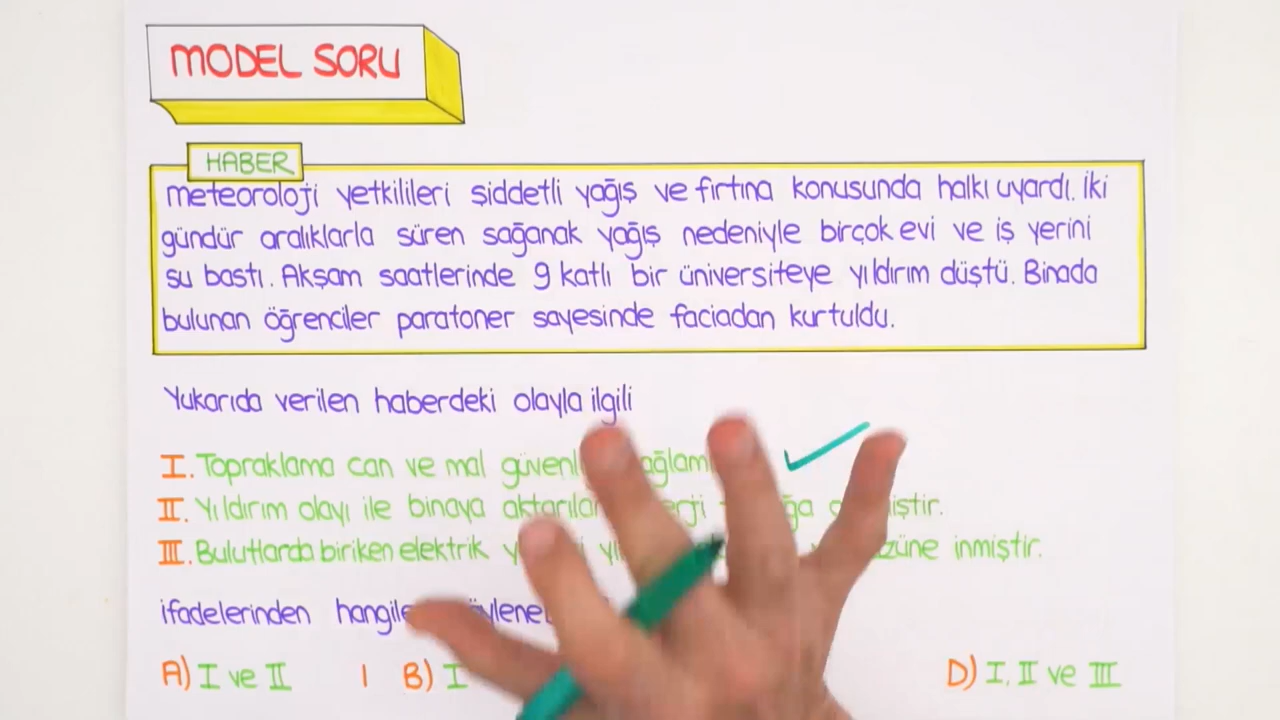 MODEL SORU
HABER
meteoroloji yetkilileri şiddetli yağış ve fırtına konusunda halkı uyardı. İki
gündür aralıklarla süren sağanak yağış nedeniyle birçok evi ve iş yerini
su bastı. Akşam saatlerinde 9 katlı bir üniversiteye yıldırım düştü. Binada
bulunan öğrenciler paratoner sayesinde faciadan kurtuldu.
Yukarıda verilen haberdeki olayla ilgili
I. Topraklama can ve mal
II. Yıldırım olayı ile binaya
III. Bulutlarda biriken elektrik inmiştir.
ifadelerinden
A) I ve II B) I D) I, II ve III